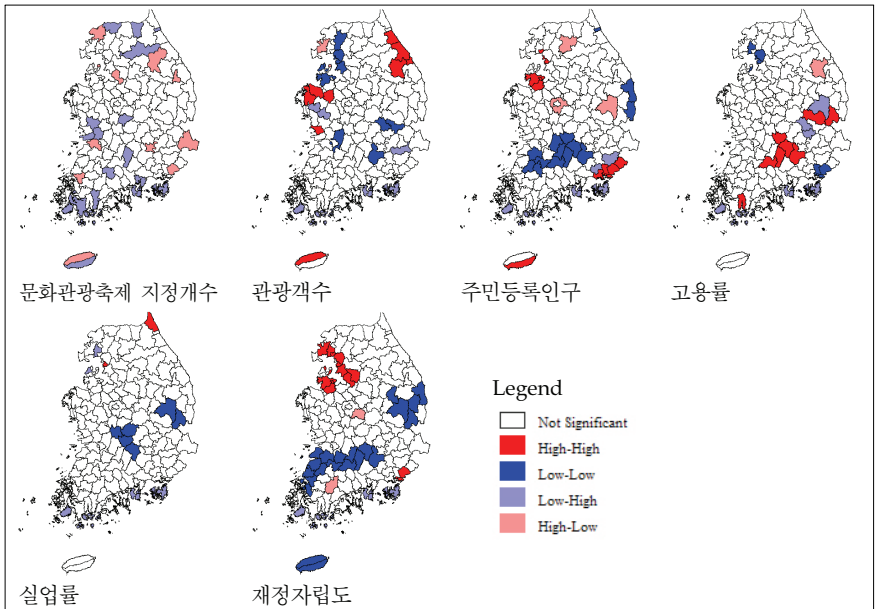 문화관광축제 지정개수
관광객수
주민등록인구
고용률
실업률
재정자립도
Legend
Not Significant
High-High
Low-Low
Low-High
High-Low